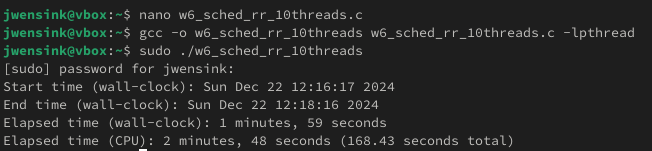 jwensink@vbox:~$ nano w6_sched_rr_10threads.c
jwensink@vbox:~$ gcc -o w6_sched_rr_10threads w6_sched_rr_10threads.c -lpthread
jwensink@vbox:~$ sudo ./w6_sched_rr_10threads
[sudo] password for jwensink:
Start time (wall-clock): Sun Dec 22 12:16:17 2024
End time (wall-clock): Sun Dec 22 12:18:16 2024
Elapsed time (wall-clock): 1 minutes, 59 seconds
Elapsed time (CPU): 2 minutes, 48 seconds (168.43 seconds total)